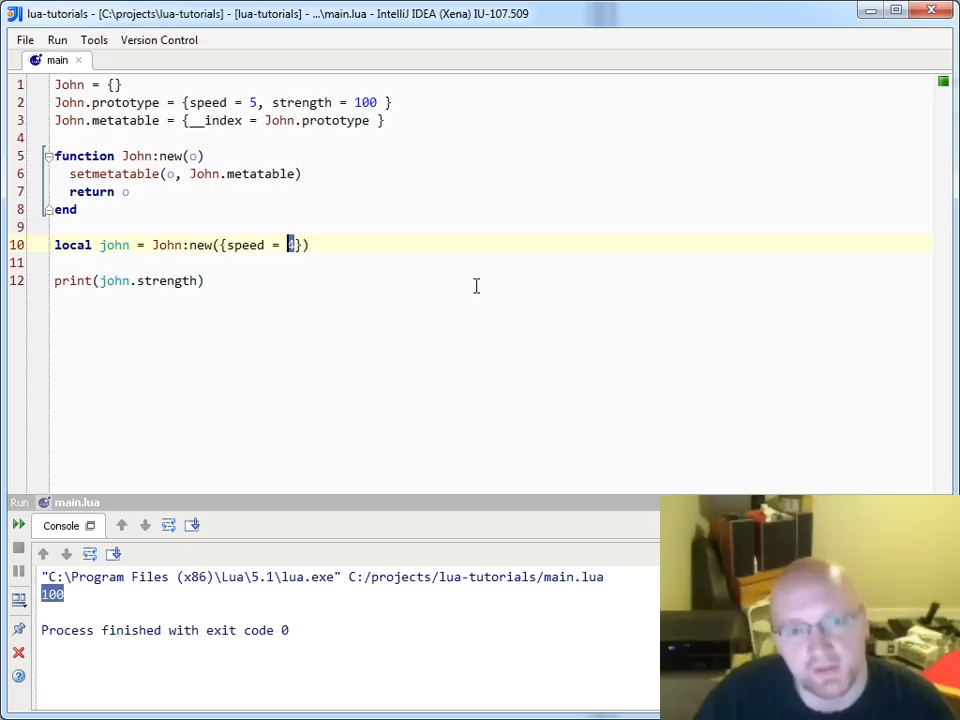 lua-tutorials - [C:\projects\lua-tutorials] - [lua-tutorials] - ...\main.lua - IntelliJ IDEA (Xena) IU-107.509
File Run Tools Version Control
main
1 John = {}
2 John.prototype = {speed = 5, strength = 100 }
3 John.metatable = {__index = John.prototype }
4
5 function John:new(o)
6 setmetatable(o, John.metatable)
7 return o
8 end
9
10 local john = John:new({speed = 4})
11
12 print(john.strength)
Run main.lua
Console
"C:\Program Files (x86)\Lua\5.1\lua.exe" C:/projects/lua-tutorials/main.lua
100
Process finished with exit code 0